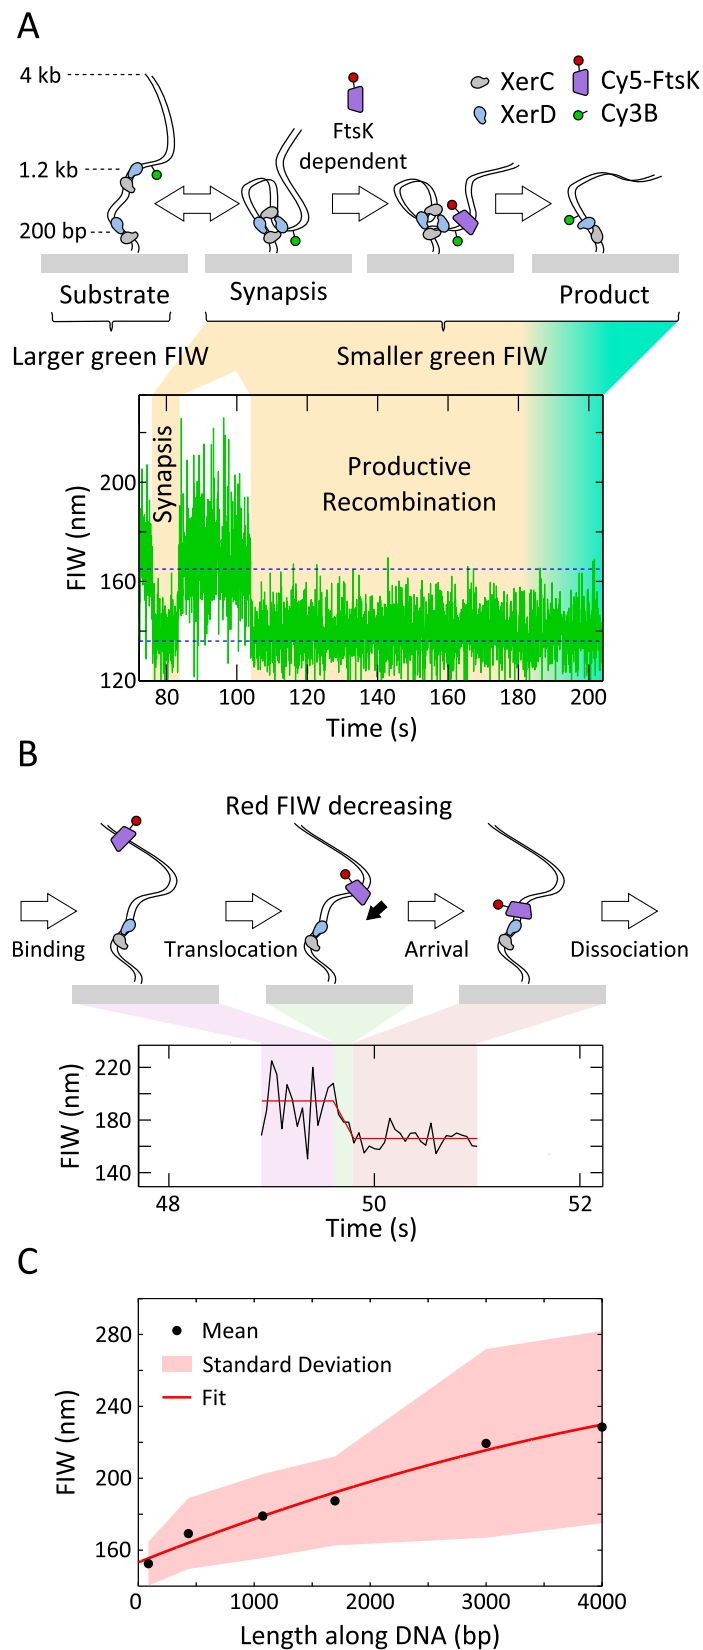 A
4 kb
1.2 kb
200 bp
FtsK
dependent
XerC
XerD
Cy5-FtsK
Cy3B
Substrate
Synapsis
Product
Larger green FIW
Smaller green FIW
FIW (nm)
200
160
120
Synapsis
Productive
Recombination
80
100
120
140
160
180
200
Time (s)
B
Red FIW decreasing
Binding
Translocation
Arrival
Dissociation
FIW (nm)
220
180
140
48
50
52
Time (s)
C
FIW (nm)
280
240
200
160
Mean
Standard Deviation
Fit
0
1000
2000
3000
4000
Length along DNA (bp)